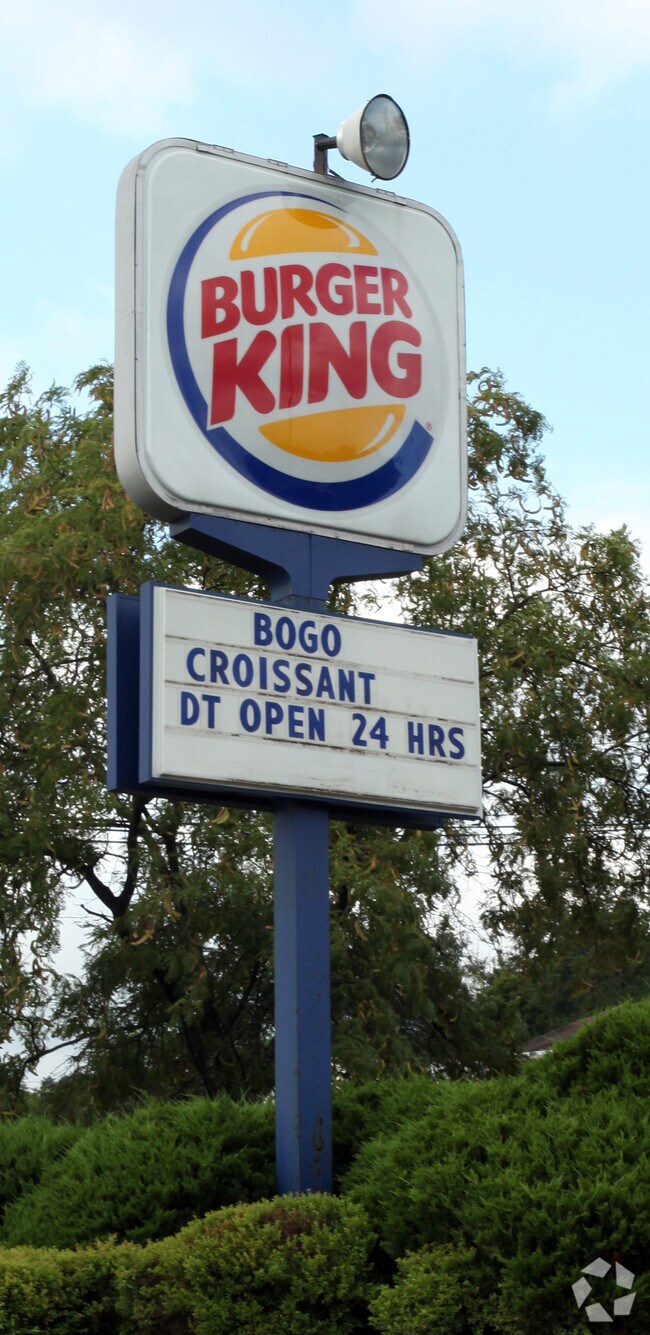 BURGER
KING
®
BOGO
CROISSANT
DT OPEN 24 HRS